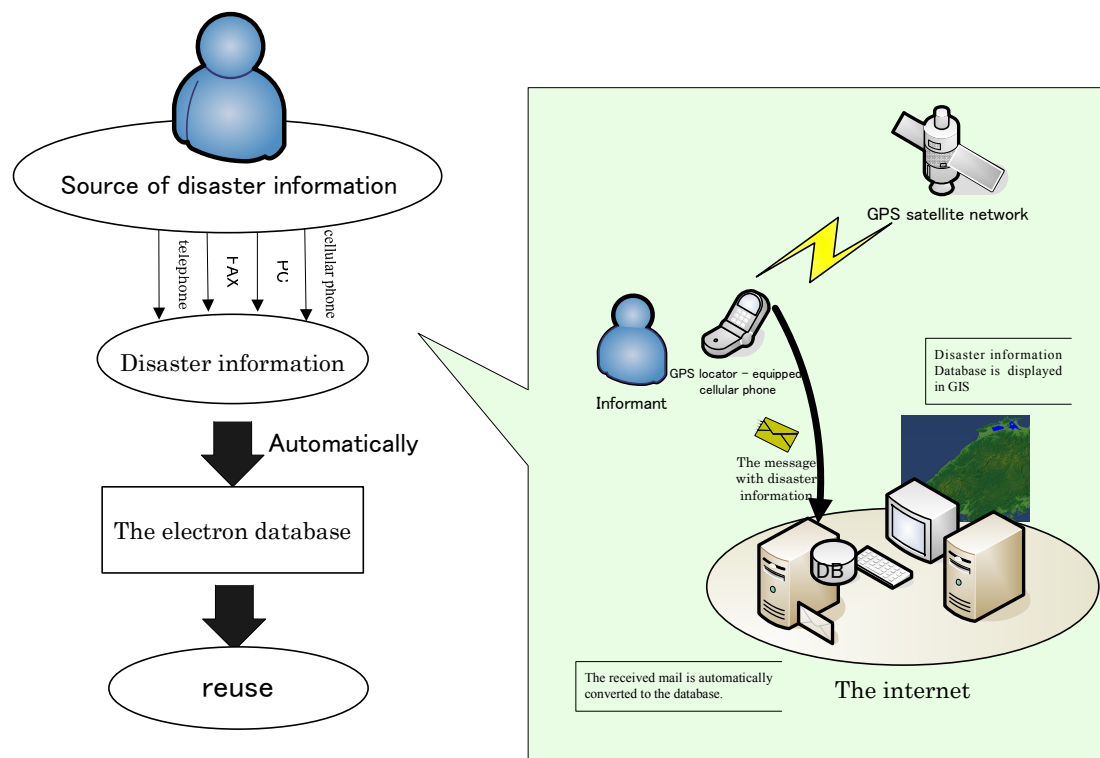 Source of disaster information
telephone
FAX
PC
cellular phone
Disaster information
Automatically
The electron database
reuse
GPS satellite network
Informant
GPS locator - equipped
cellular phone
The message
with disaster
information
Disaster information
Database is displayed
in GIS
DB
The received mail is automatically
converted to the database.
The internet